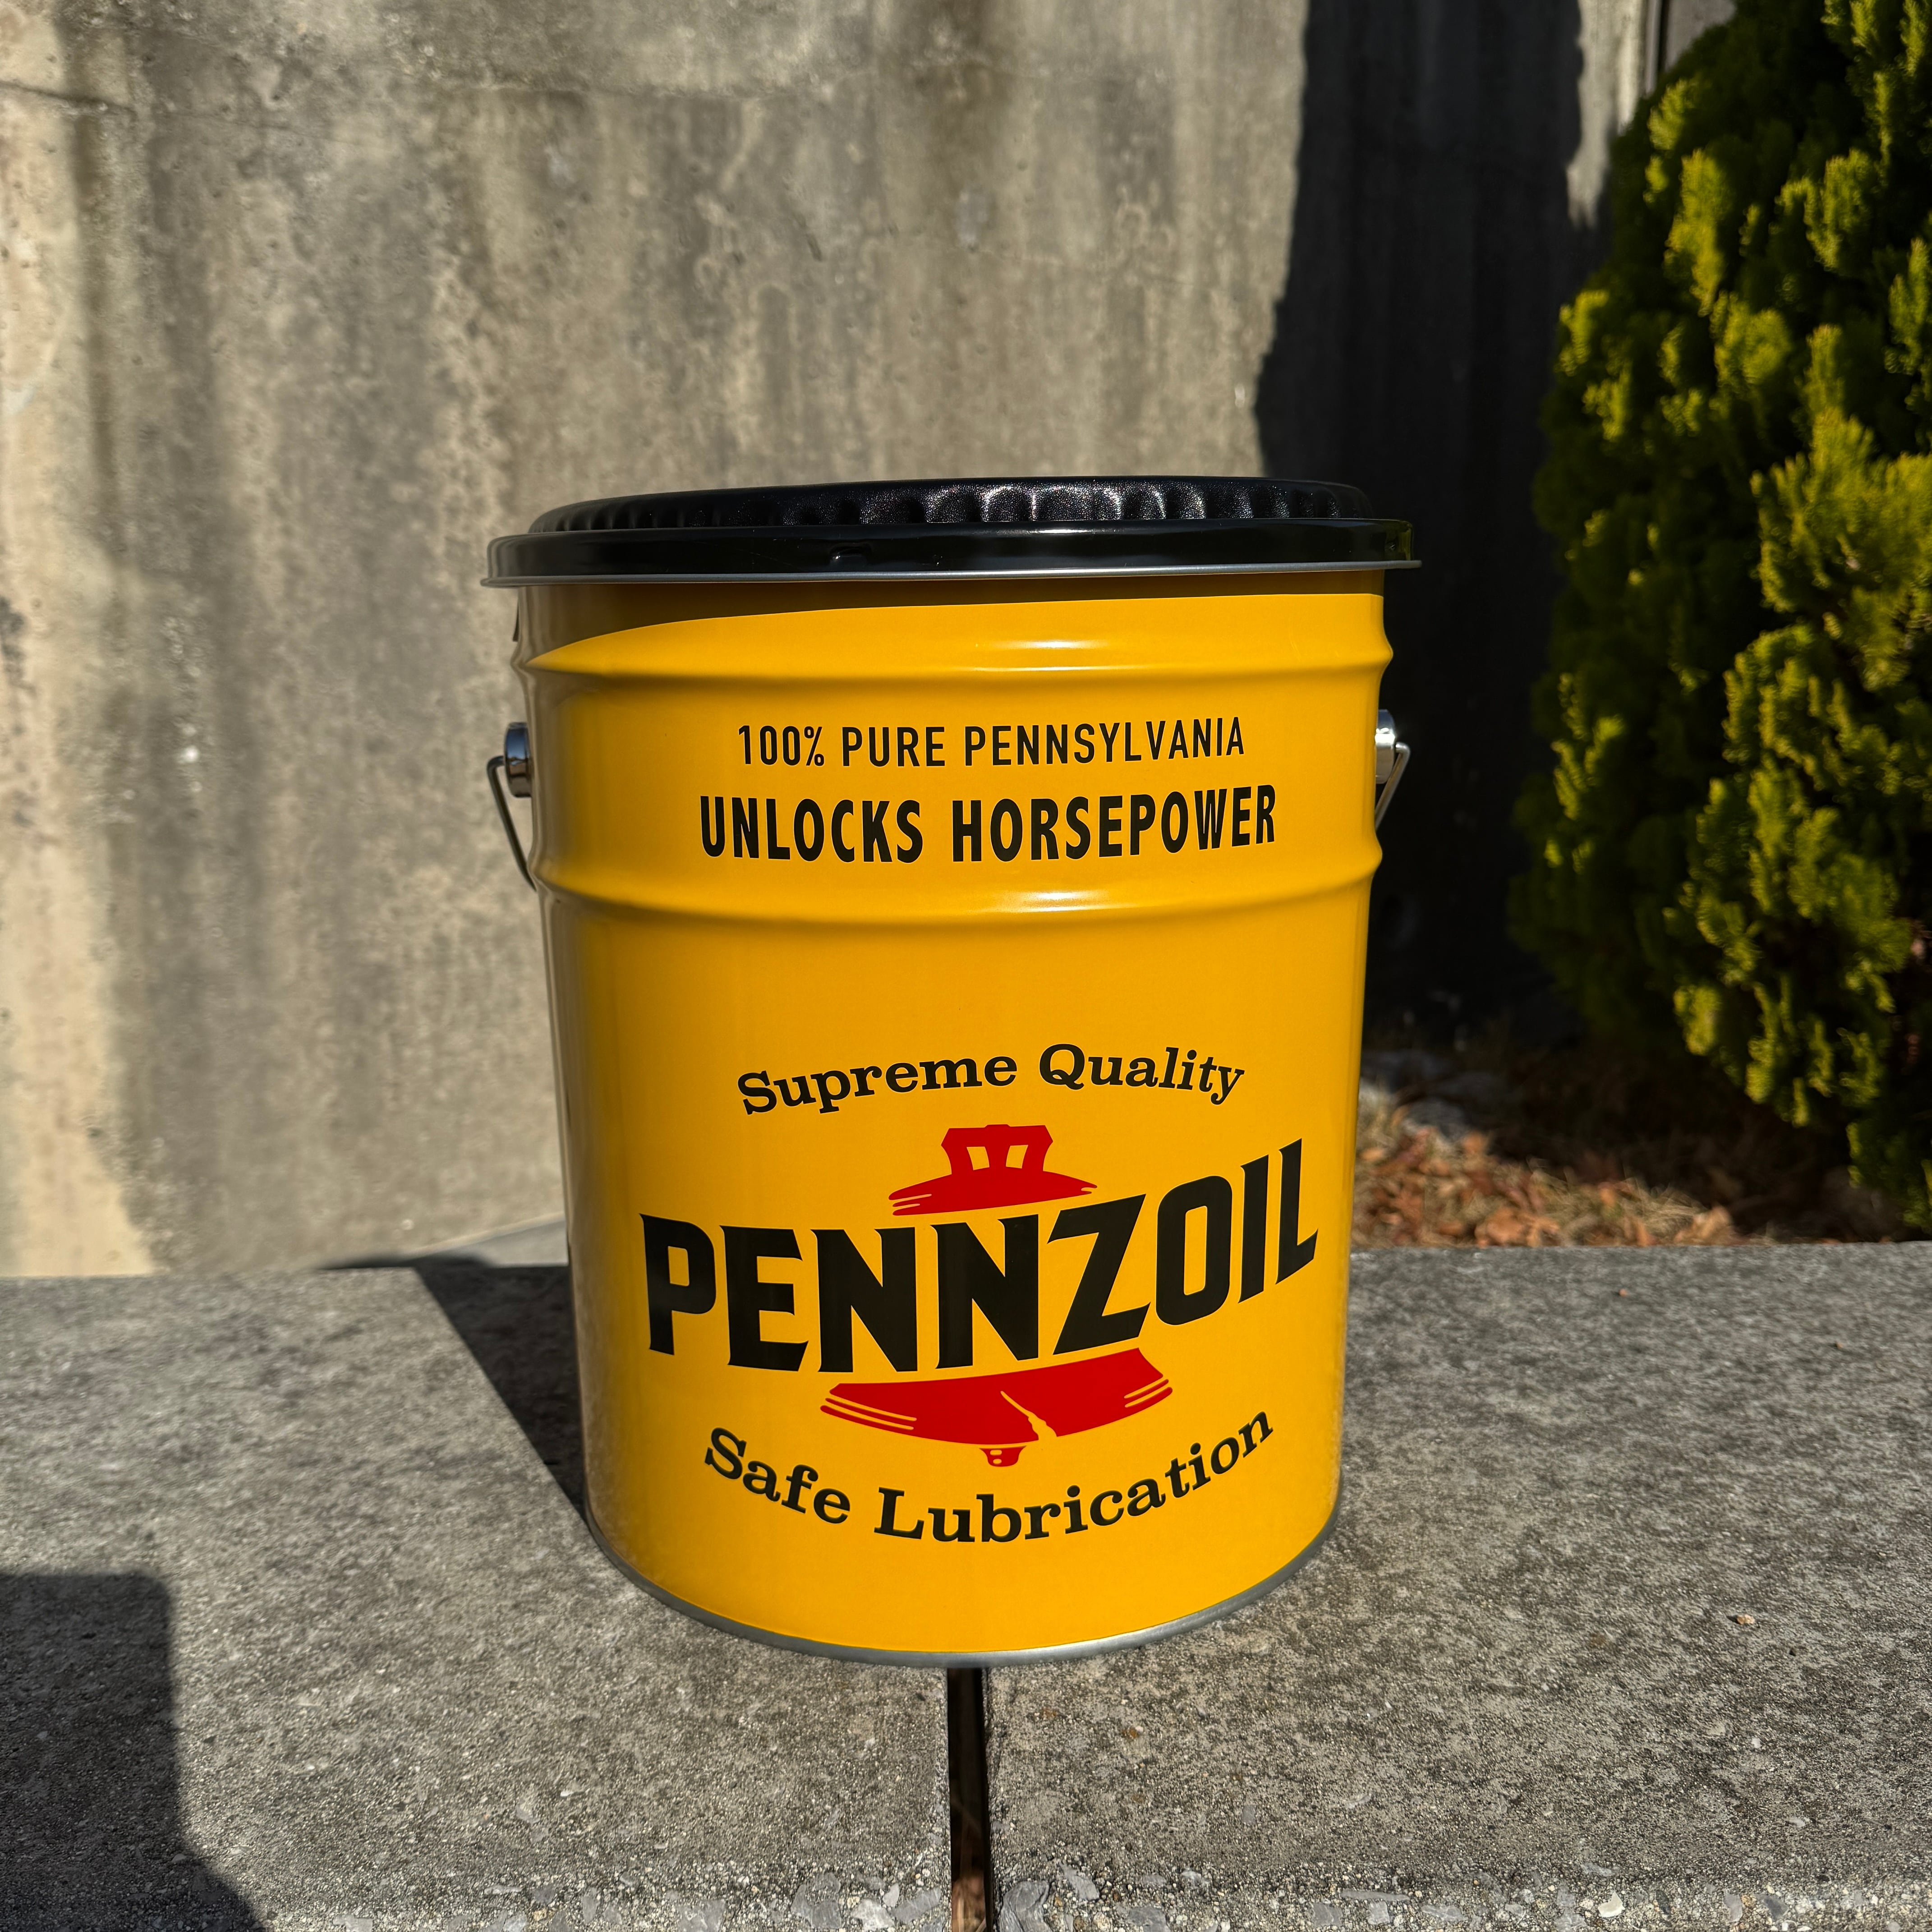 100% PURE PENNSYLVANIA
UNLOCKS HORSEPOWER
Supreme Quality
PENNZOIL
Safe Lubrication